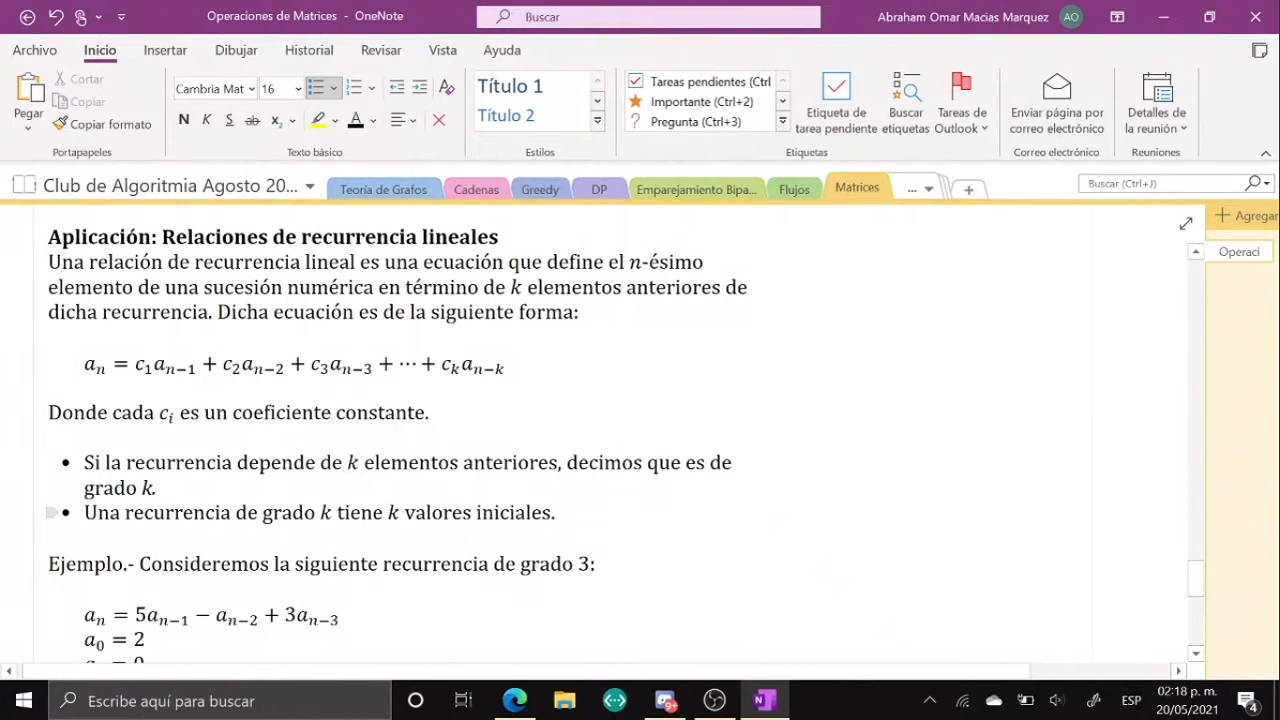 Operaciones de Matrices - OneNote
Buscar
Abraham Omar Macias Marquez AO
Archivo Inicio Insertar Dibujar Historial Revisar Vista Ayuda
Pegar
Cortar
Copiar
Copiar formato
Portapapeles
Cambria Mat 16
N K S ab x₂ A
Texto básico
Título 1
Título 2
Estilos
Tareas pendientes (Ctrl
Importante (Ctrl+2)
Pregunta (Ctrl+3)
Etiqueta de
tarea pendiente
Buscar
etiquetas
Tareas de
Outlook
Etiquetas
Enviar página por
correo electrónico
Correo electrónico
Detalles de
la reunión
Reuniones
Club de Algoritmia Agosto 20... Teoría de Grafos Cadenas Greedy DP Emparejamiento Bipa... Flujos Matrices ... +
Buscar (Ctrl+J)
+ Agregar
Operaci
Aplicación: Relaciones de recurrencia lineales
Una relación de recurrencia lineal es una ecuación que define el n-ésimo
elemento de una sucesión numérica en término de k elementos anteriores de
dicha recurrencia. Dicha ecuación es de la siguiente forma:
aₙ = c₁aₙ₋₁ + c₂aₙ₋₂ + c₃aₙ₋₃ + ⋯ + cₖaₙ₋ₖ
Donde cada cᵢ es un coeficiente constante.
• Si la recurrencia depende de k elementos anteriores, decimos que es de
grado k.
• Una recurrencia de grado k tiene k valores iniciales.
Ejemplo.- Consideremos la siguiente recurrencia de grado 3:
aₙ = 5aₙ₋₁ − aₙ₋₂ + 3aₙ₋₃
a₀ = 2
Escribe aquí para buscar
9+
ESP
02:18 p. m.
20/05/2021
4